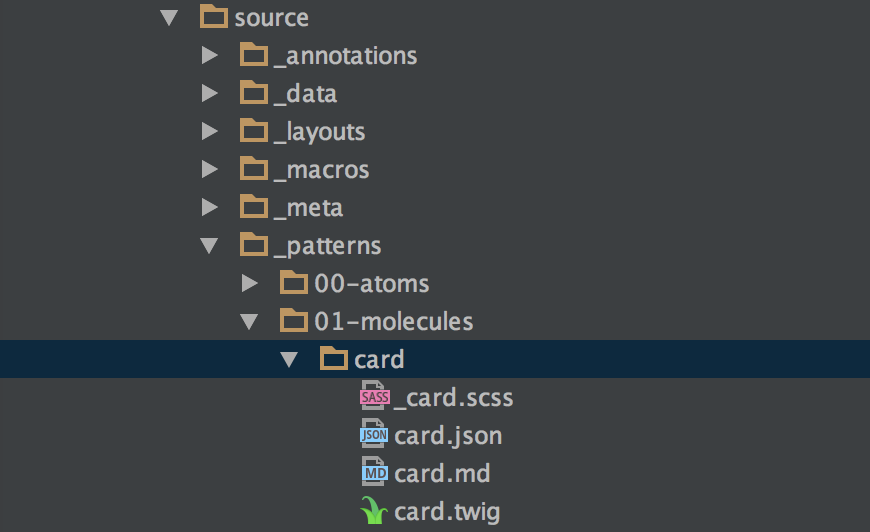 source
_annotations
_data
_layouts
_macros
_meta
_patterns
00-atoms
01-molecules
card
SASS _card.scss
JSON card.json
MD card.md
card.twig